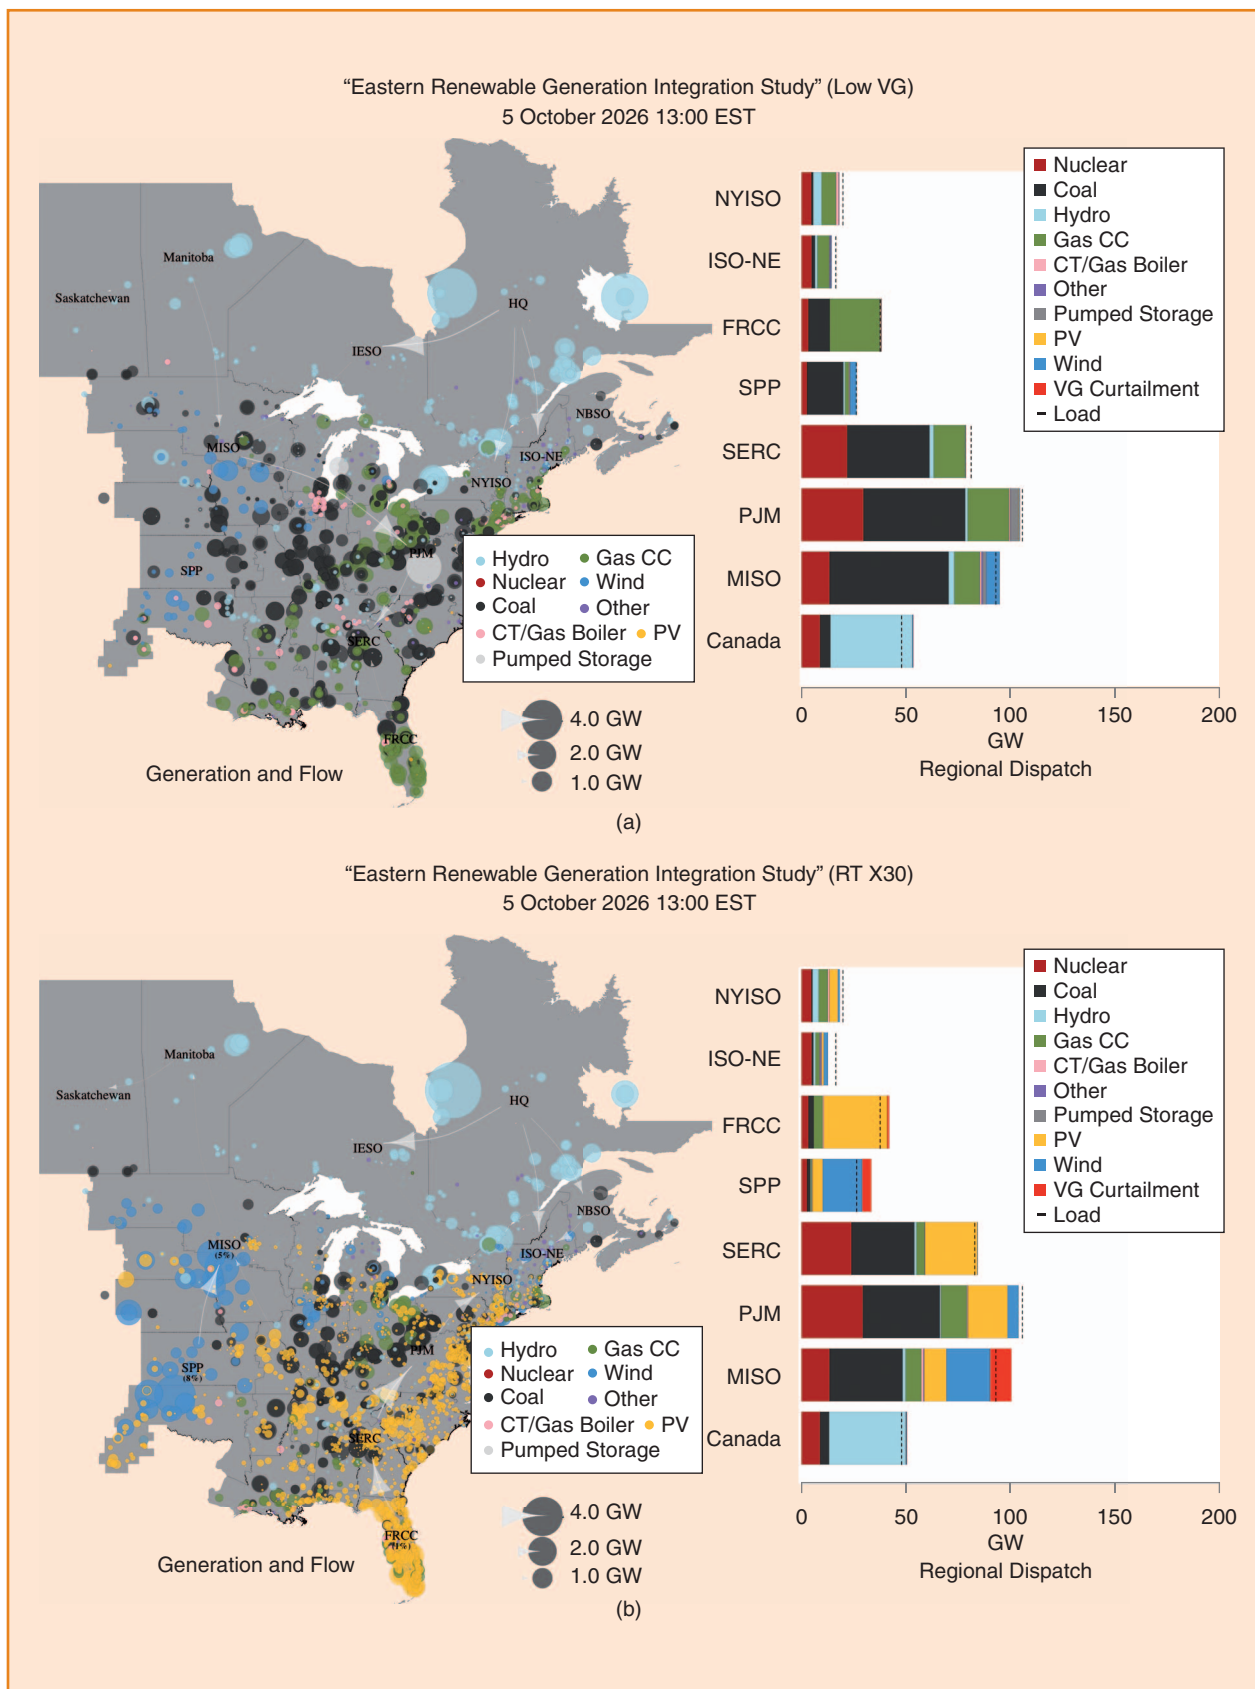 “Eastern Renewable Generation Integration Study” (Low VG)
5 October 2026 13:00 EST
Manitoba
Saskatchewan
HQ
IESO
NBSO
MISO
ISO-NE
NYISO
PJM
SPP
SERC
FRCC
Hydro
Gas CC
Nuclear
Wind
Coal
Other
CT/Gas Boiler
PV
Pumped Storage
4.0 GW
2.0 GW
1.0 GW
Generation and Flow
NYISO
ISO-NE
FRCC
SPP
SERC
PJM
MISO
Canada
Nuclear
Coal
Hydro
Gas CC
CT/Gas Boiler
Other
Pumped Storage
PV
Wind
VG Curtailment
Load
0 50 100 150 200
GW
Regional Dispatch
(a)
“Eastern Renewable Generation Integration Study” (RT X30)
5 October 2026 13:00 EST
Manitoba
Saskatchewan
HQ
IESO
NBSO
MISO
(5%)
ISO-NE
NYISO
PJM
SPP
(8%)
SERC
FRCC
(1%)
Hydro
Gas CC
Nuclear
Wind
Coal
Other
CT/Gas Boiler
PV
Pumped Storage
4.0 GW
2.0 GW
1.0 GW
Generation and Flow
NYISO
ISO-NE
FRCC
SPP
SERC
PJM
MISO
Canada
Nuclear
Coal
Hydro
Gas CC
CT/Gas Boiler
Other
Pumped Storage
PV
Wind
VG Curtailment
Load
0 50 100 150 200
GW
Regional Dispatch
(b)